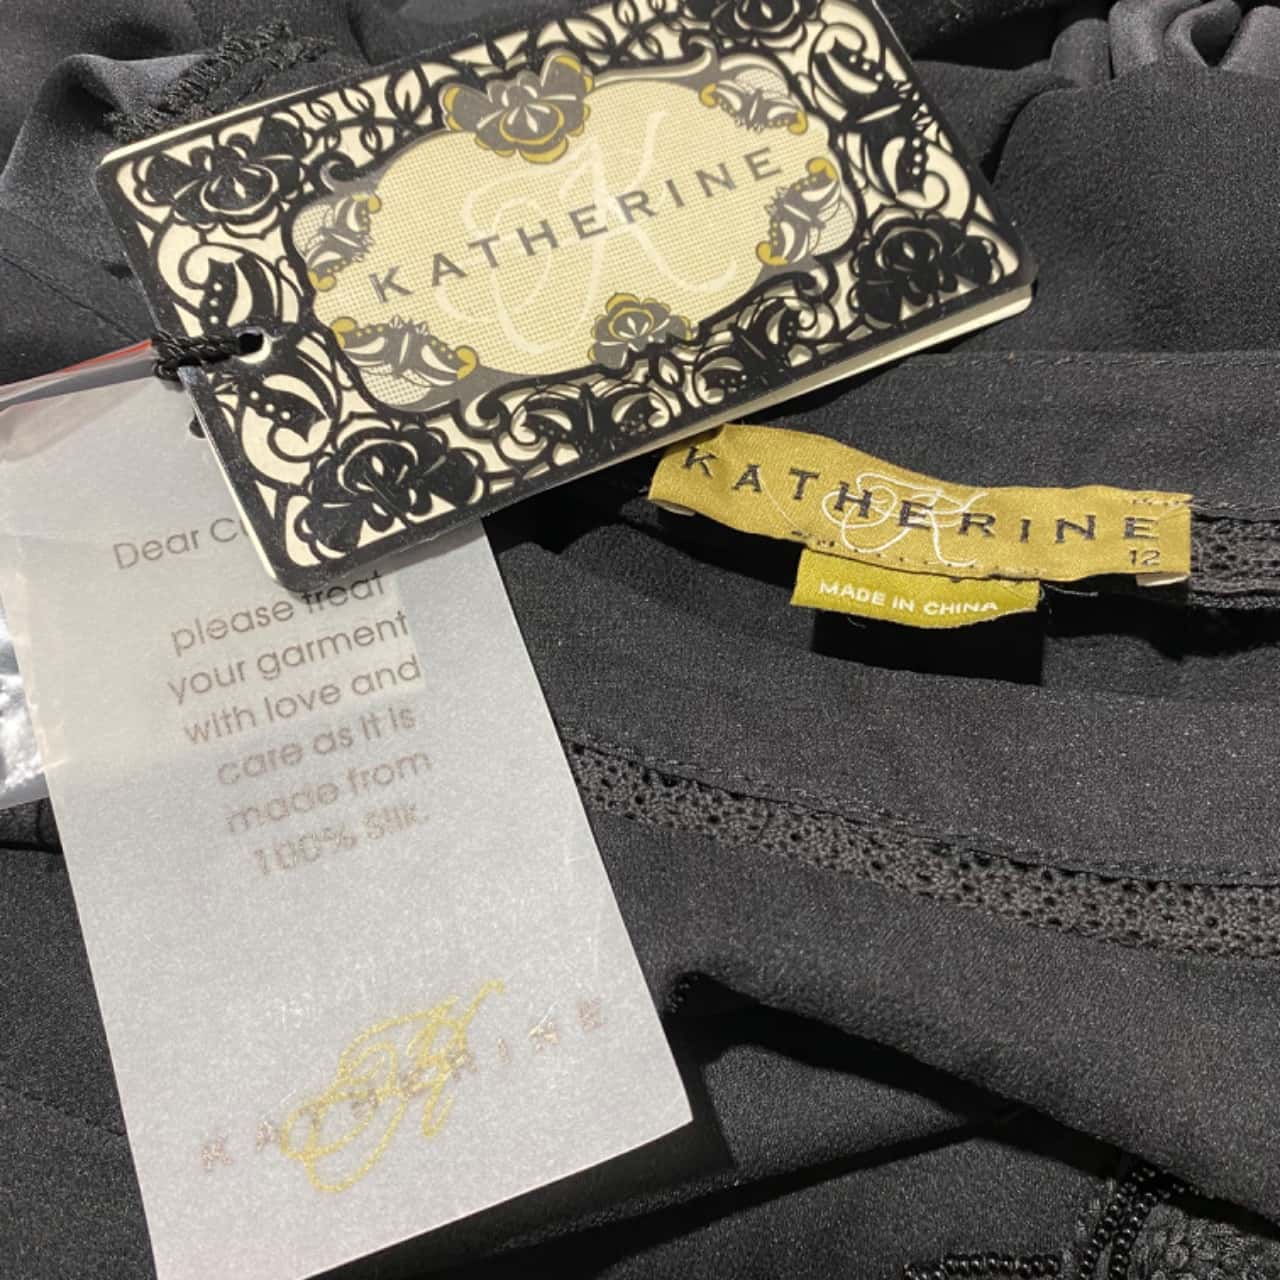 KATHERINE
K
KATHERINE
K
12
MADE IN CHINA
Dear
please treat
your garment
with love and
care as it is
made from
100% Silk.
K
KATHERINE